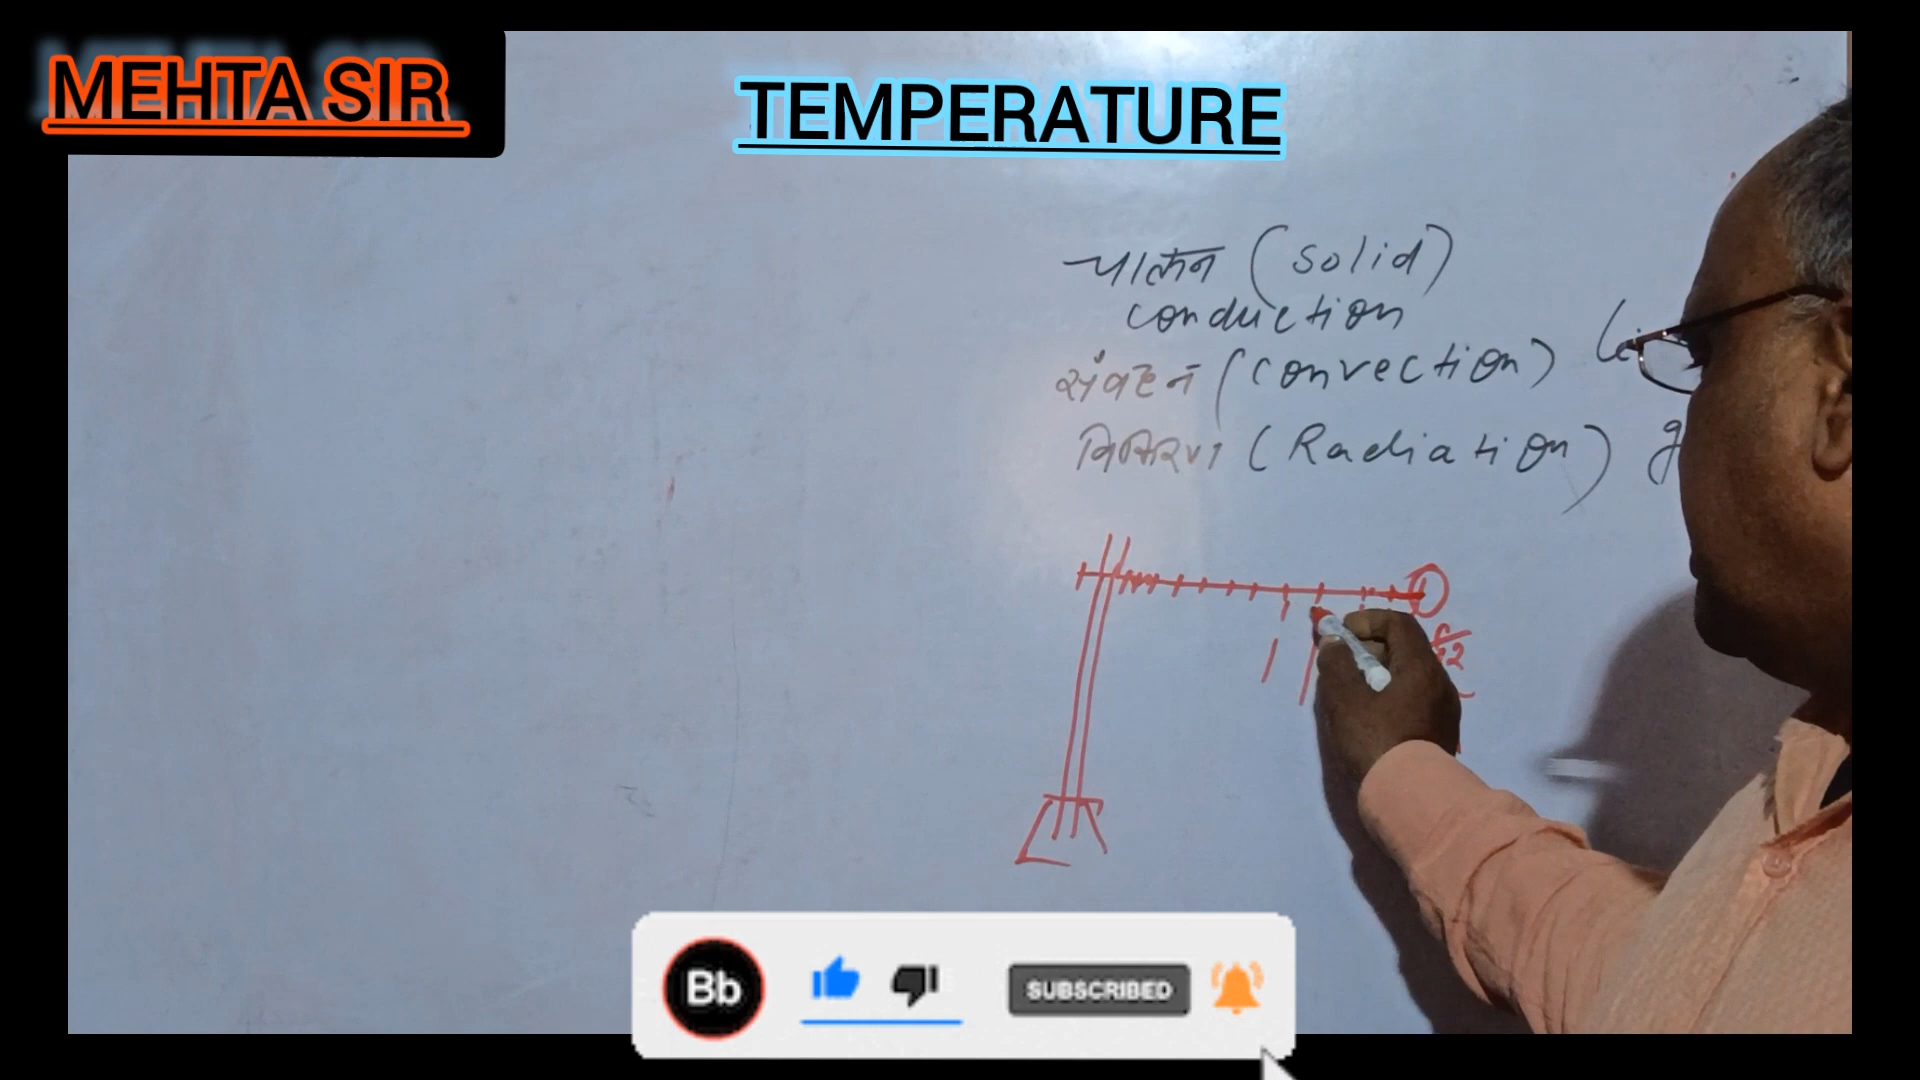 MEHTA SIR
TEMPERATURE
चालन (Solid)
conduction
संवहन (Convection)
विकिरण (Radiation)
Bb
SUBSCRIBED